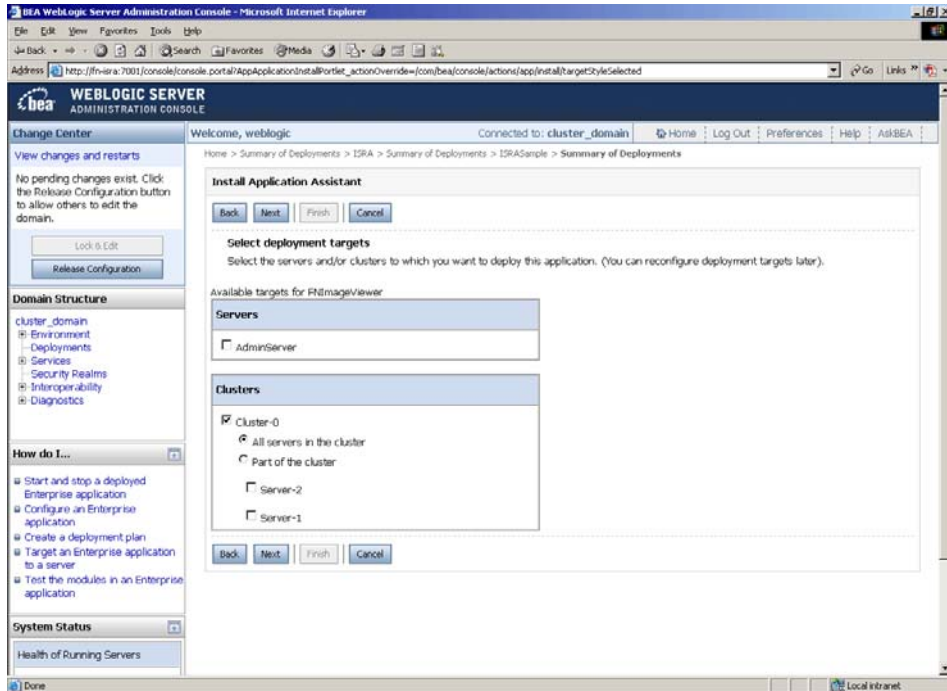 BEA WebLogic Server Administration Console - Microsoft Internet Explorer
File Edit View Favorites Tools Help
Back Search Favorites Media
Address http://fn-isra:7001/console/console.portal?AppApplicationInstallPortlet_actionOverride=/com/bea/console/actions/app/install/targetStyleSelected Go Links »
bea WEBLOGIC SERVER
ADMINISTRATION CONSOLE
Change Center
View changes and restarts
No pending changes exist. Click
the Release Configuration button
to allow others to edit the
domain.
Lock & Edit
Release Configuration
Domain Structure
cluster_domain
Environment
Deployments
Services
Security Realms
Interoperability
Diagnostics
How do I...
Start and stop a deployed
Enterprise application
Configure an Enterprise
application
Create a deployment plan
Target an Enterprise application
to a server
Test the modules in an Enterprise
application
System Status
Health of Running Servers
Welcome, weblogic Connected to: cluster_domain Home Log Out Preferences Help AskBEA
Home > Summary of Deployments > ISRA > Summary of Deployments > ISRASample > Summary of Deployments
Install Application Assistant
Back Next Finish Cancel
Select deployment targets
Select the servers and/or clusters to which you want to deploy this application. (You can reconfigure deployment targets later).
Available targets for FNImageViewer
Servers
AdminServer
Clusters
Cluster-0
All servers in the cluster
Part of the cluster
Server-2
Server-1
Back Next Finish Cancel
Done Local intranet